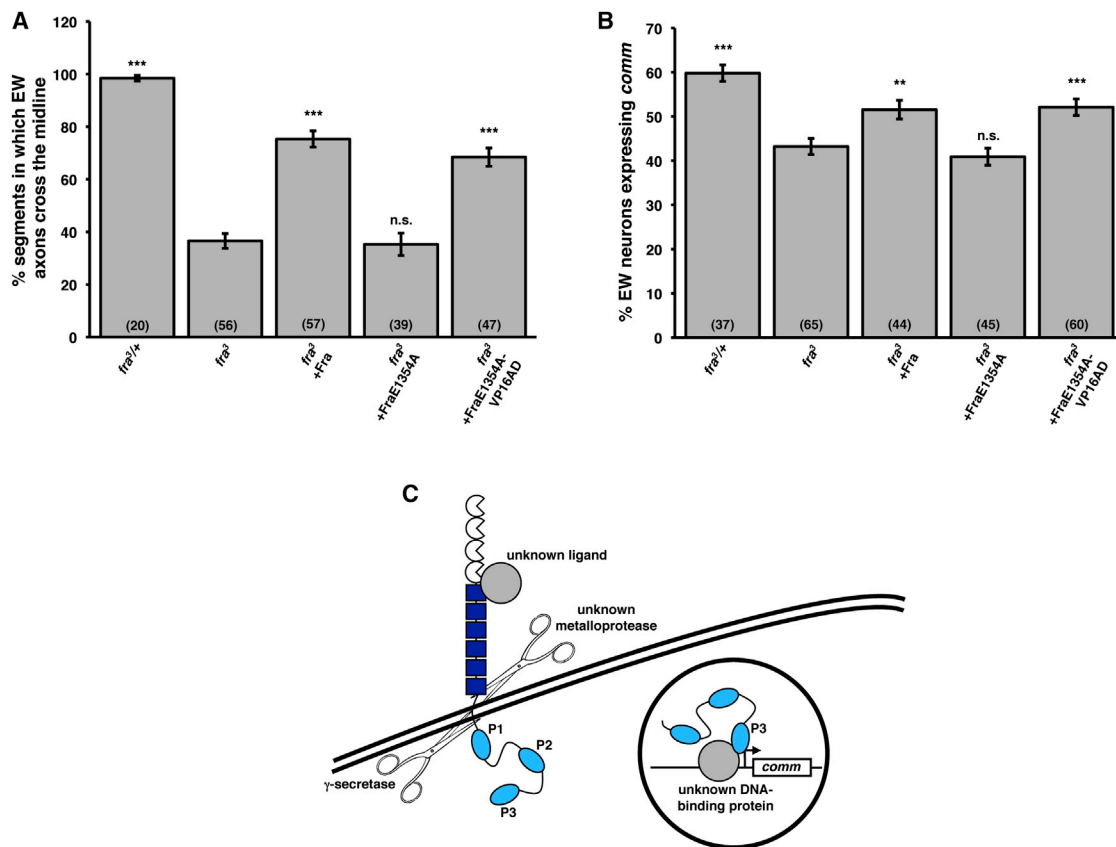 A
% segments in which EW
axons cross the midline
120
100
80
60
40
20
0
***
***
n.s.
***
(20)
(56)
(57)
(39)
(47)
fra³/+
fra³
fra³
+Fra
fra³
+FraE1354A
fra³
+FraE1354A-
VP16AD
B
% EW neurons expressing comm
70
60
50
40
30
20
10
0
***
**
n.s.
***
(37)
(65)
(44)
(45)
(60)
fra³/+
fra³
fra³
+Fra
fra³
+FraE1354A
fra³
+FraE1354A-
VP16AD
C
unknown ligand
unknown
metalloprotease
P1
P2
P3
γ-secretase
P3
comm
unknown DNA-
binding protein